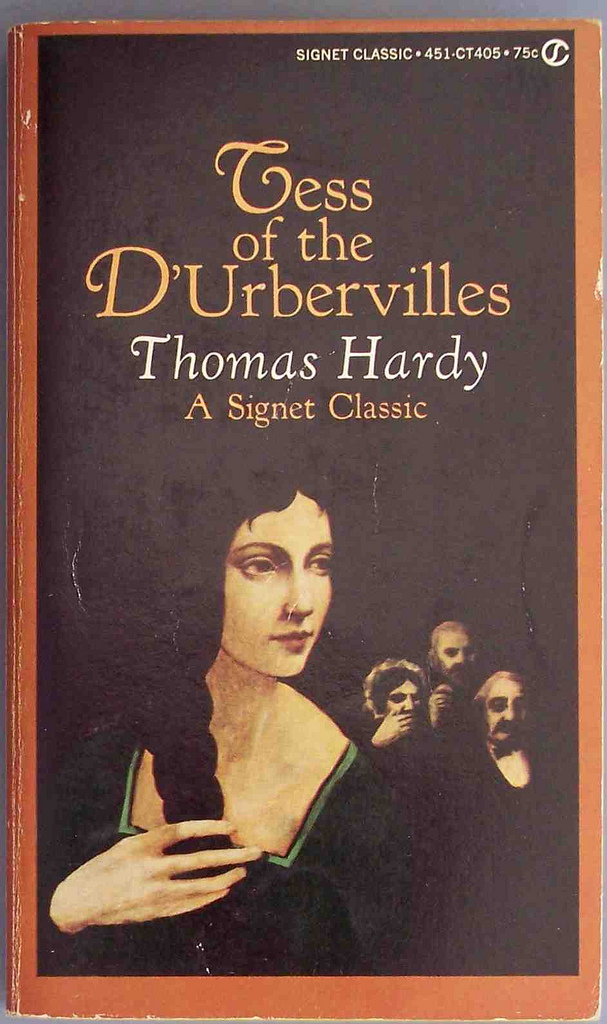 SIGNET CLASSIC • 451-CT405 • 75c
Tess
of the
D'Urbervilles
Thomas Hardy
A Signet Classic